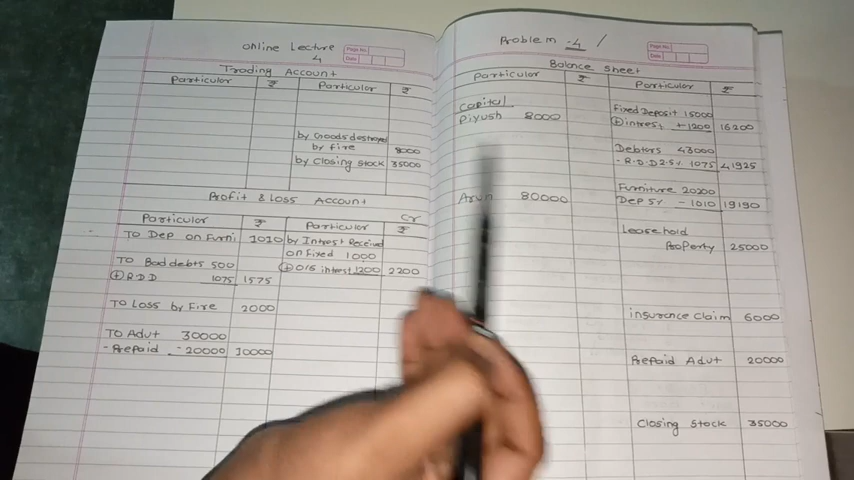 online Lecture
4
Page No.
Date
Trading Account
Particular ₹ Particular ₹
by Goods destroyed
by fire 8000
by Closing Stock 35000
Profit & Loss Account
Cr
Particular ₹ Particular ₹
To Dep on Furni 1010 by Intrest Received
on Fixed 1000
To Bad debts 500 (+) O/S intrest 1200 2200
(+) R.D.D 1075 1575
To Loss by Fire 2000
To Advt 30000
- Prepaid - 20000 10000
Problem -4 /
Page No.
Date
Balance Sheet
Particular ₹ Particular ₹
Capital Fixed Deposit 15000
Piyush 8000 (+) intrest +1200 16200
Debtors 43000
- R.D.D 2.5% 1075 41925
Furniture 20200
Arun 80000 Dep 5% - 1010 19190
Leasehold
Property 25000
insurance Claim 6000
Prepaid Advt 20000
Closing Stock 35000